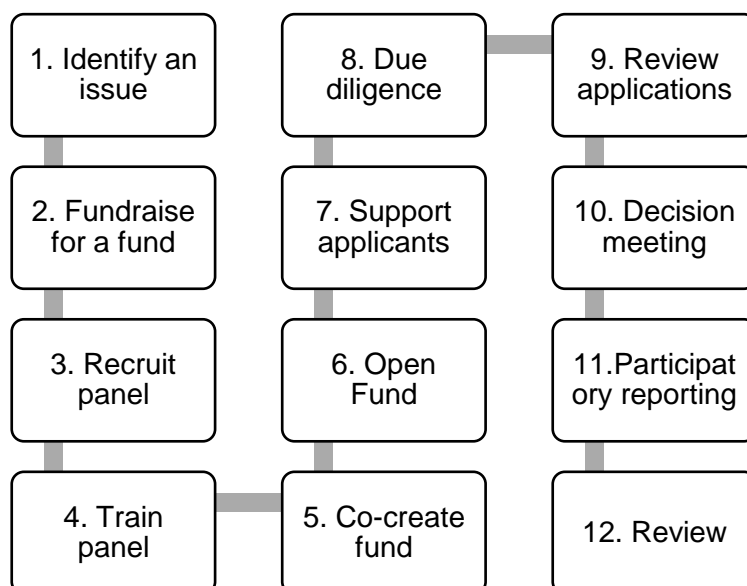 1. Identify an
issue
2. Fundraise
for a fund
3. Recruit
panel
4. Train
panel
5. Co-create
fund
6. Open
Fund
7. Support
applicants
8. Due
diligence
9. Review
applications
10. Decision
meeting
11.Participat
ory reporting
12. Review